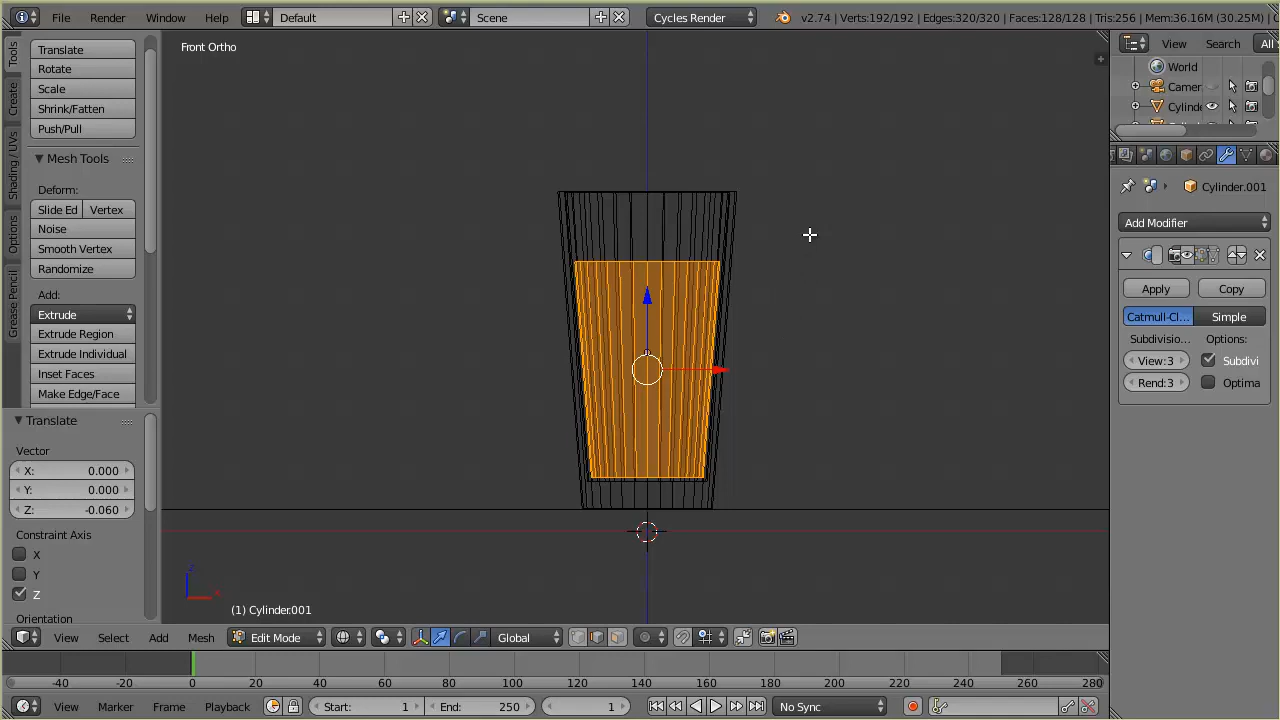 File Render Window Help Default Scene Cycles Render v2.74 | Verts:192/192 | Edges:320/320 | Faces:128/128 | Tris:256 | Mem:36.16M (30.25M) |
Tools
Create
Shading / UVs
Options
Grease Pencil
Translate
Rotate
Scale
Shrink/Fatten
Push/Pull
Mesh Tools
Deform:
Slide Ed Vertex
Noise
Smooth Vertex
Randomize
Add:
Extrude
Extrude Region
Extrude Individual
Inset Faces
Make Edge/Face
Translate
Vector
X: 0.000
Y: 0.000
Z: -0.060
Constraint Axis
X
Y
Z
Orientation
Front Ortho
z
x
(1) Cylinder.001
View Select Add Mesh Edit Mode Global
View Search All
World
Camer
Cylinde
Cylinder.001
Add Modifier
Apply Copy
Catmull-Cl... Simple
Subdivisio... Options:
View:3 Subdivi
Rend:3 Optima
-40 -20 0 20 40 60 80 100 120 140 160 180 200 220 240 260 280
View Marker Frame Playback Start: 1 End: 250 1 No Sync